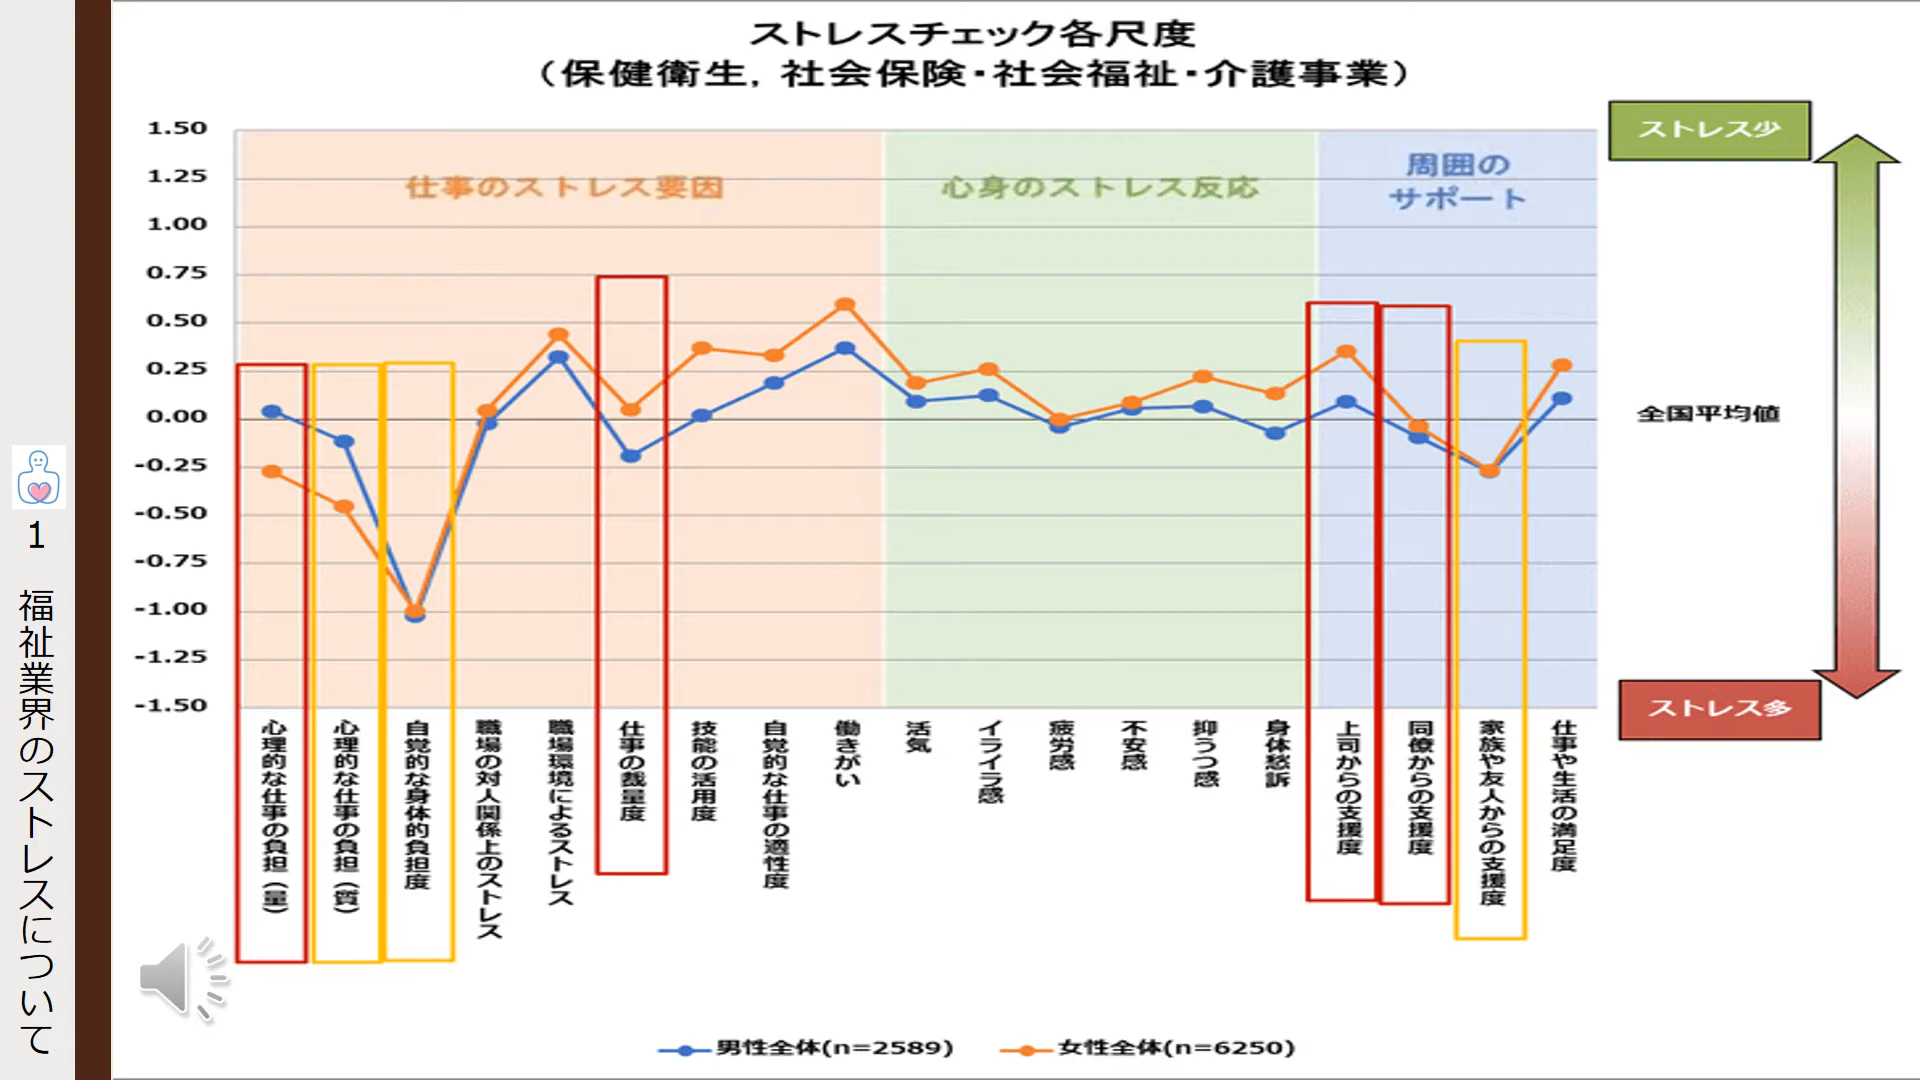 ストレスチェック各尺度
（保健衛生，社会保険・社会福祉・介護事業）
1.50
1.25
1.00
0.75
0.50
0.25
0.00
-0.25
-0.50
-0.75
-1.00
-1.25
-1.50
仕事のストレス要因
心身のストレス反応
周囲の
サポート
ストレス少
全国平均値
ストレス多
心理的な仕事の負担（量）
心理的な仕事の負担（質）
自覚的な身体的負担度
職場の対人関係上のストレス
職場環境によるストレス
仕事の裁量度
技能の活用度
自覚的な仕事の適性度
働きがい
活気
イライラ感
疲労感
不安感
抑うつ感
身体愁訴
上司からの支援度
同僚からの支援度
家族や友人からの支援度
仕事や生活の満足度
男性全体(n=2589)
女性全体(n=6250)
1　福祉業界のストレスについて